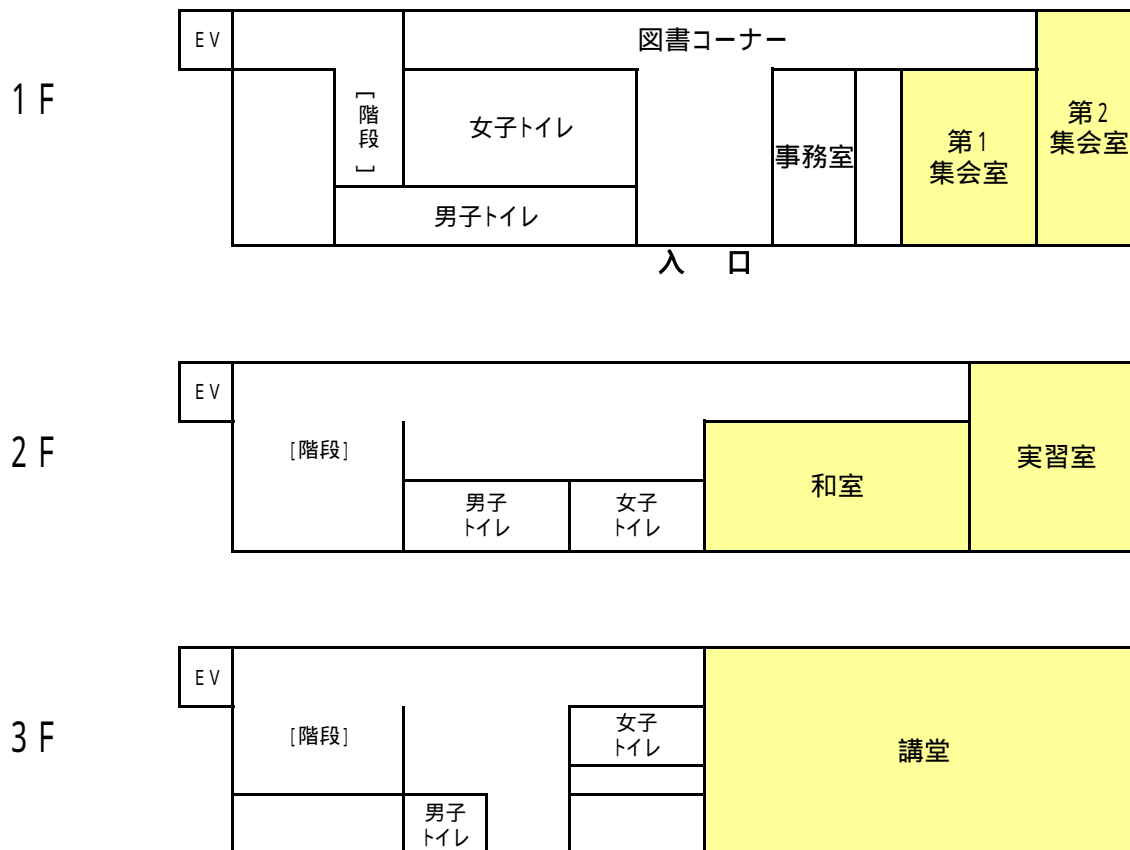 1F
EV
図書コーナー
[階段]
女子トイレ
男子トイレ
事務室
第1
集会室
第2
集会室
入 口
2F
EV
[階段]
男子
トイレ
女子
トイレ
和室
実習室
3F
EV
[階段]
女子
トイレ
男子
トイレ
講堂